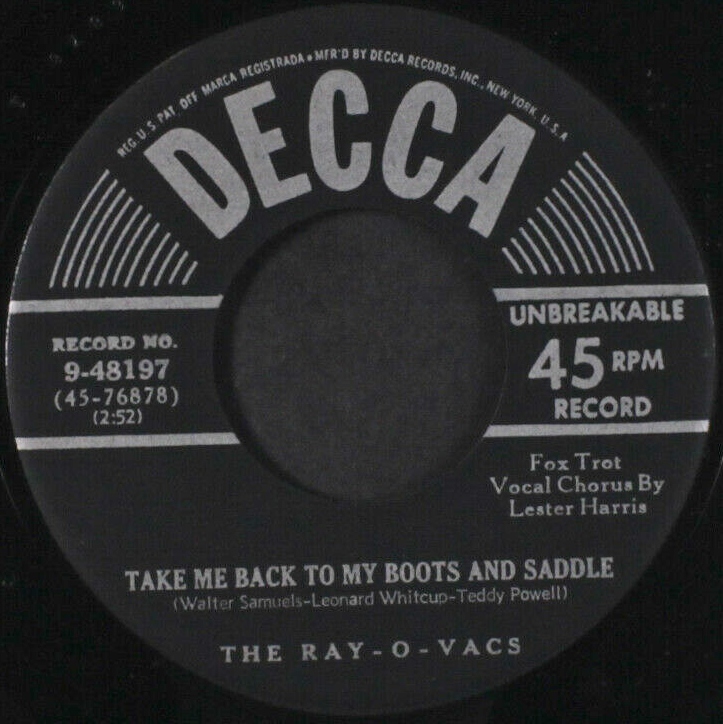 REG. U.S. PAT. OFF. MARCA REGISTRADA • MFR'D BY DECCA RECORDS, INC., NEW YORK, U.S.A
DECCA
RECORD NO.
9-48197
(45-76878)
(2:52)
UNBREAKABLE
45 RPM
RECORD
Fox Trot
Vocal Chorus By
Lester Harris
TAKE ME BACK TO MY BOOTS AND SADDLE
(Walter Samuels-Leonard Whitcup-Teddy Powell)
THE RAY-O-VACS